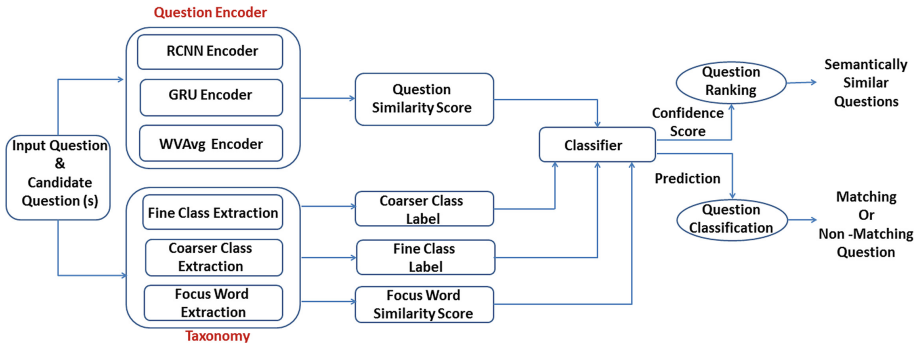 Question Encoder
RCNN Encoder
GRU Encoder
WVAvg Encoder
Input Question
&
Candidate
Question (s)
Fine Class Extraction
Coarser Class
Extraction
Focus Word
Extraction
Taxonomy
Question
Similarity Score
Coarser Class
Label
Fine Class
Label
Focus Word
Similarity Score
Classifier
Confidence
Score
Prediction
Question
Ranking
Question
Classification
Semantically
Similar
Questions
Matching
Or
Non -Matching
Question